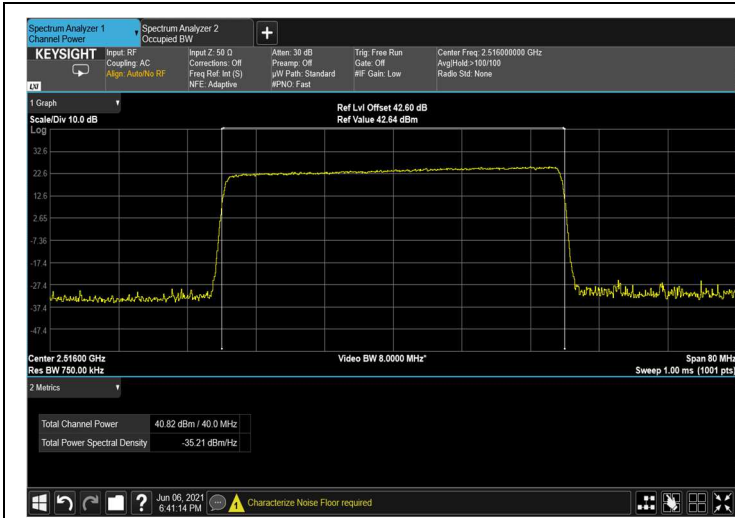 Spectrum Analyzer 1
Channel Power
Spectrum Analyzer 2
Occupied BW
KEYSIGHT
LXI
Input: RF
Coupling: AC
Align: Auto/No RF
Input Z: 50 Ω
Corrections: Off
Freq Ref: Int (S)
NFE: Adaptive
Atten: 30 dB
Preamp: Off
µW Path: Standard
#PNO: Fast
Trig: Free Run
Gate: Off
#IF Gain: Low
Center Freq: 2.516000000 GHz
Avg|Hold:>100/100
Radio Std: None
1 Graph
Scale/Div 10.0 dB
Ref Lvl Offset 42.60 dB
Ref Value 42.64 dBm
Log
32.6
22.6
12.6
2.65
-7.36
-17.4
-27.4
-37.4
-47.4
Center 2.51600 GHz
Res BW 750.00 kHz
Video BW 8.0000 MHz*
Span 80 MHz
Sweep 1.00 ms (1001 pts)
2 Metrics
Total Channel Power 40.82 dBm / 40.0 MHz
Total Power Spectral Density -35.21 dBm/Hz
Jun 06, 2021
6:41:14 PM
Characterize Noise Floor required